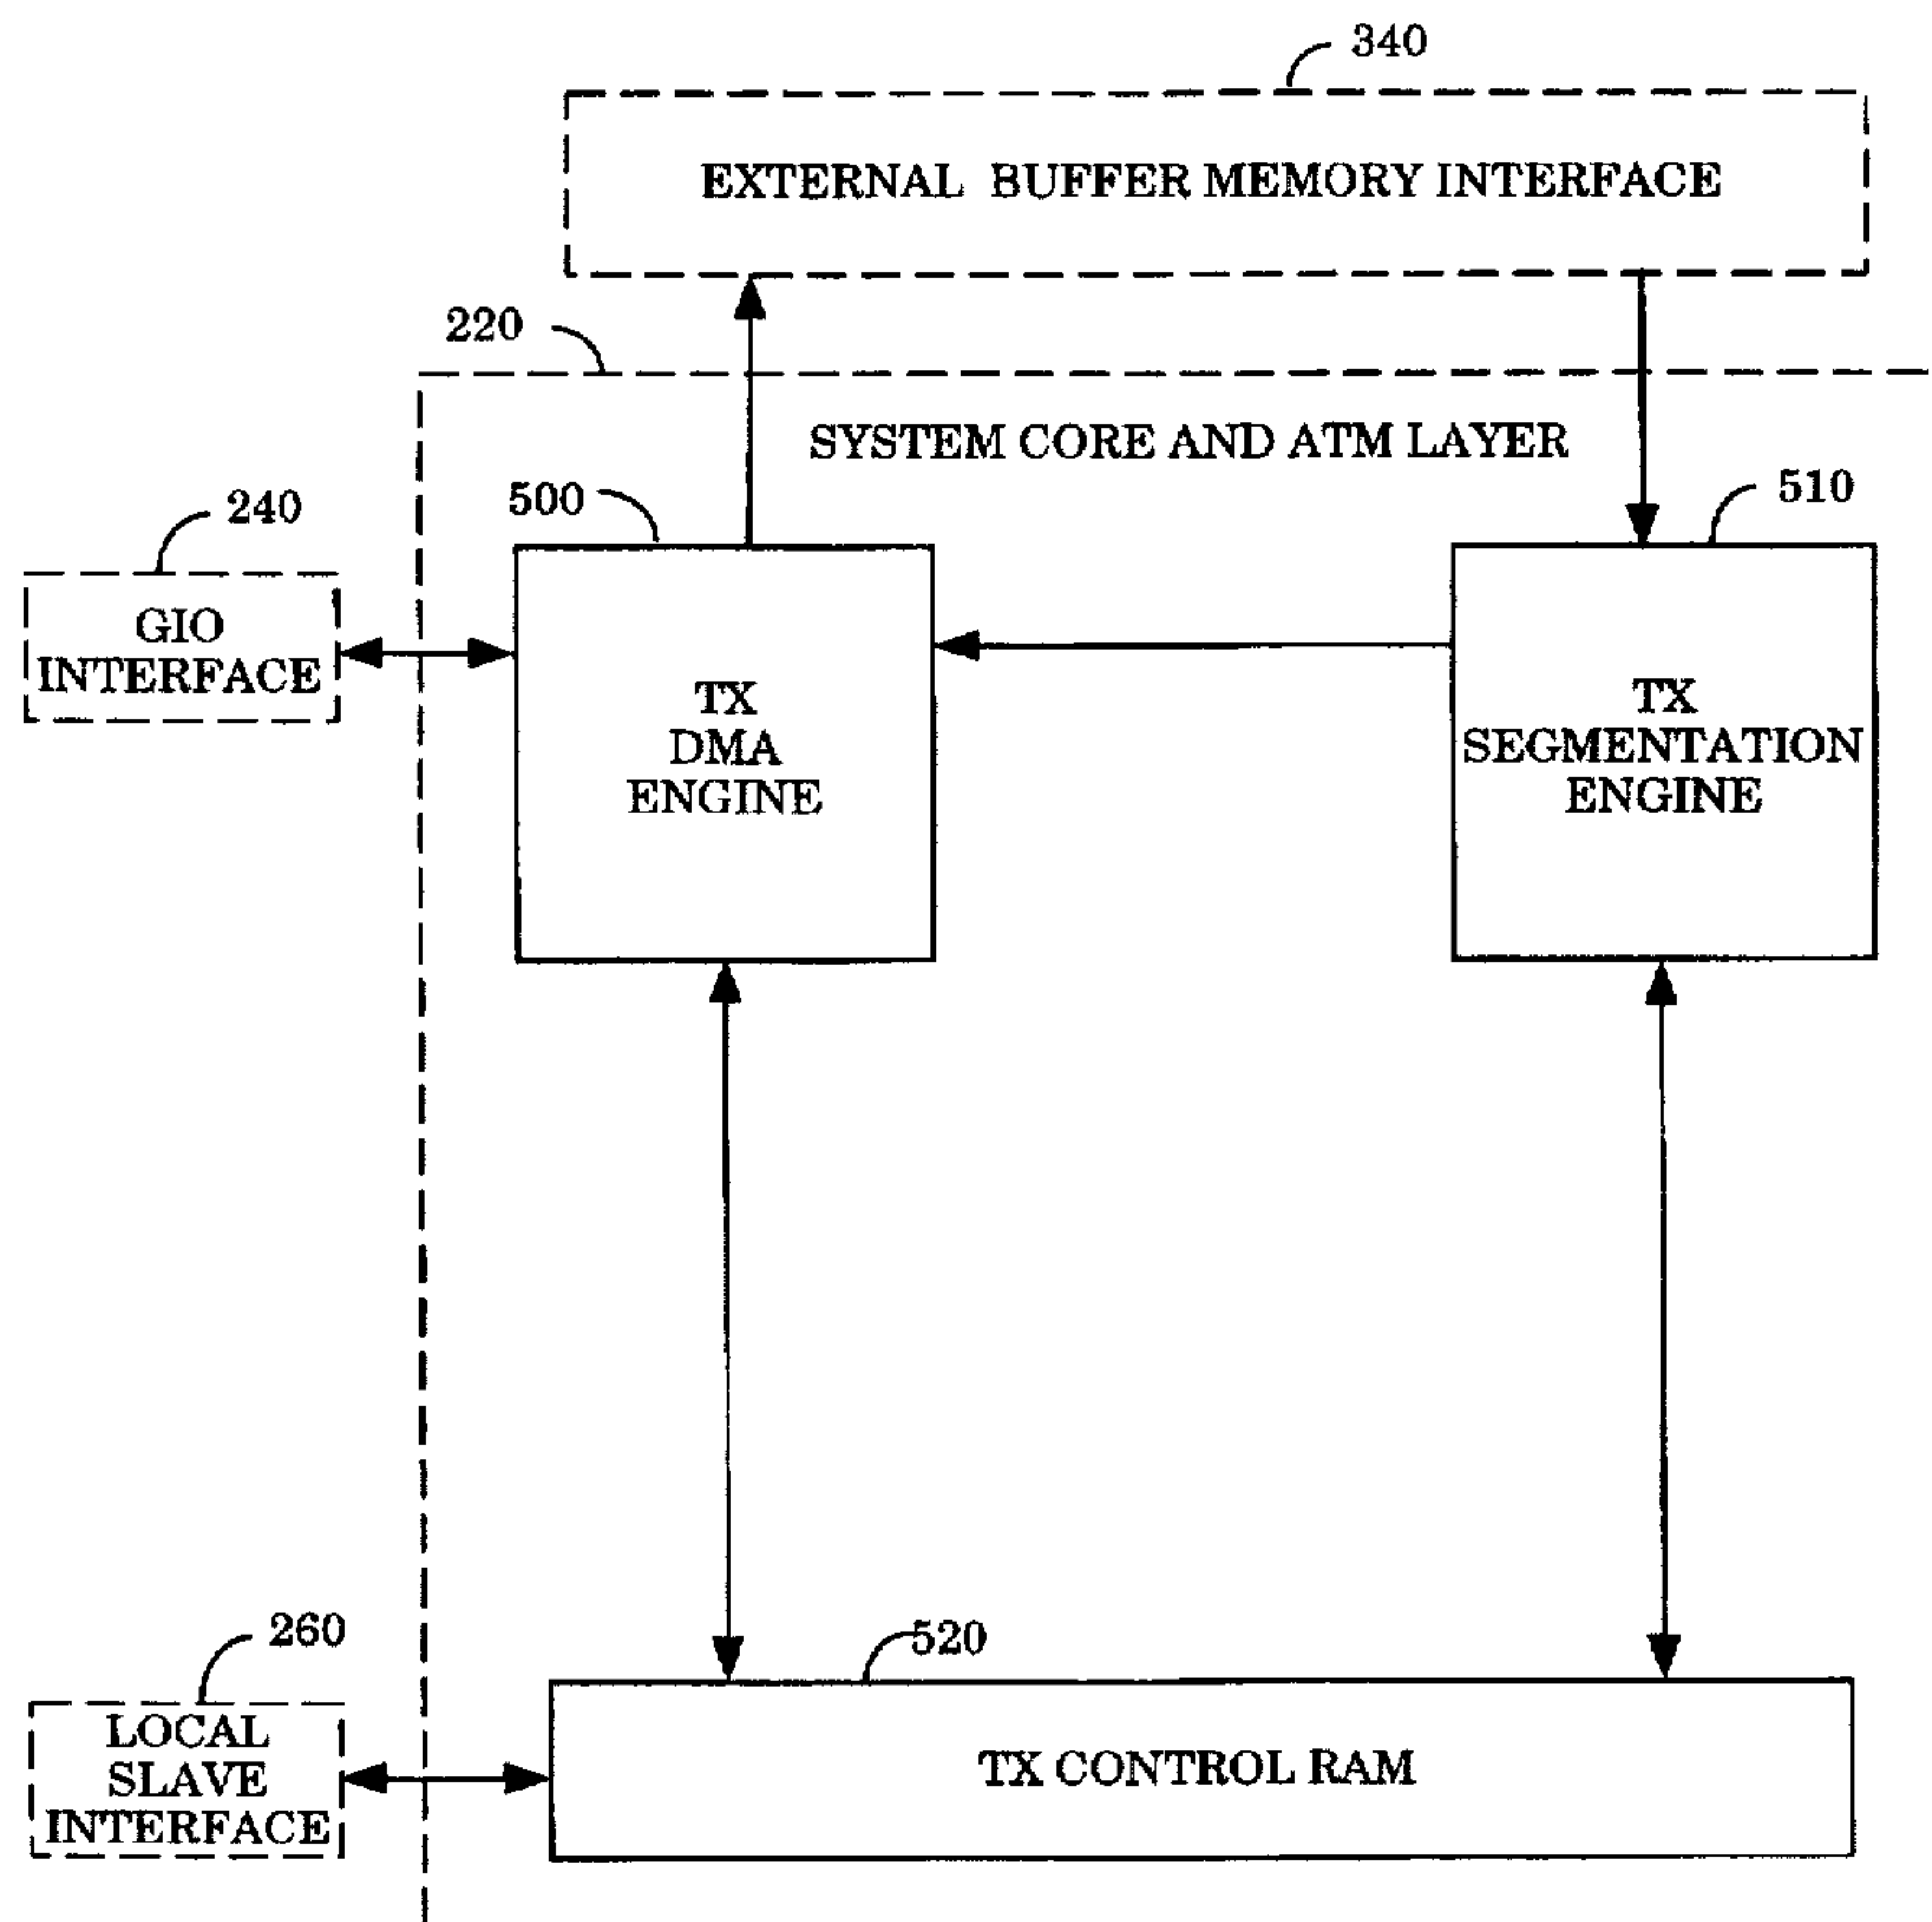 340
EXTERNAL BUFFER MEMORY INTERFACE
220
SYSTEM CORE AND ATM LAYER
240
500
510
GIO
INTERFACE
TX
DMA
ENGINE
TX
SEGMENTATION
ENGINE
260
520
LOCAL
SLAVE
INTERFACE
TX CONTROL RAM